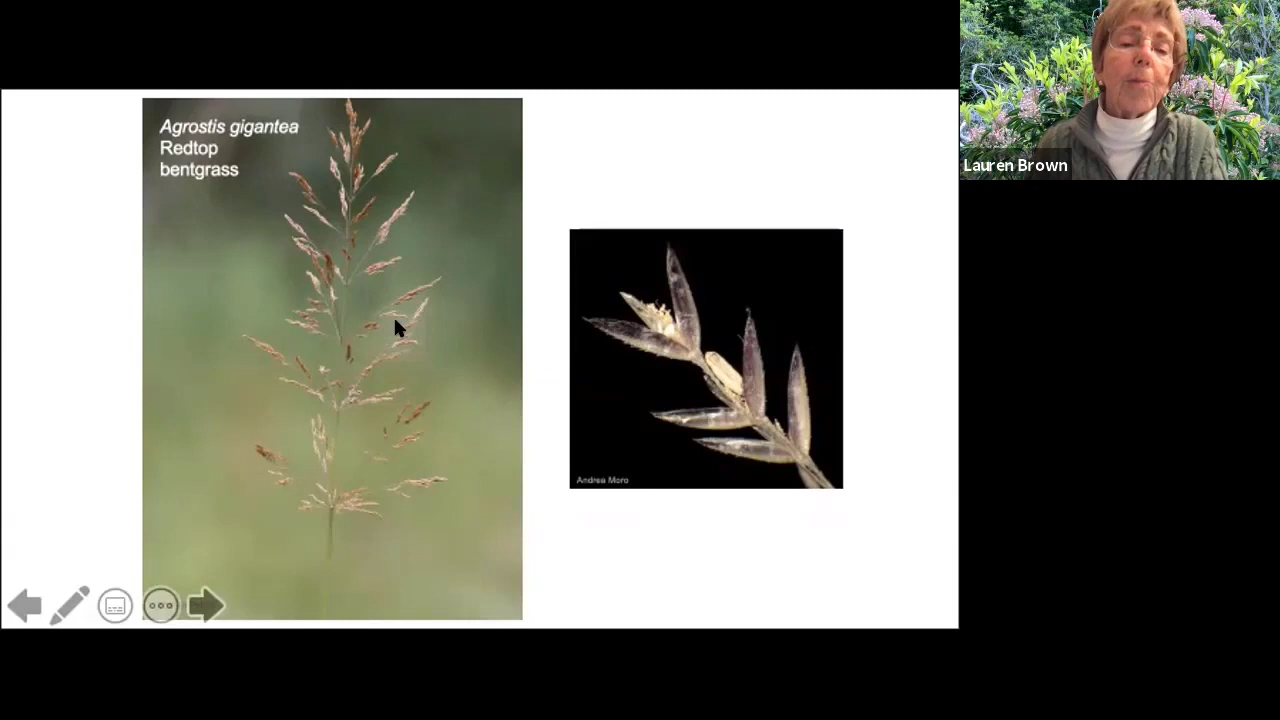 Agrostis gigantea
Redtop
bentgrass
Andrea Moro
Lauren Brown